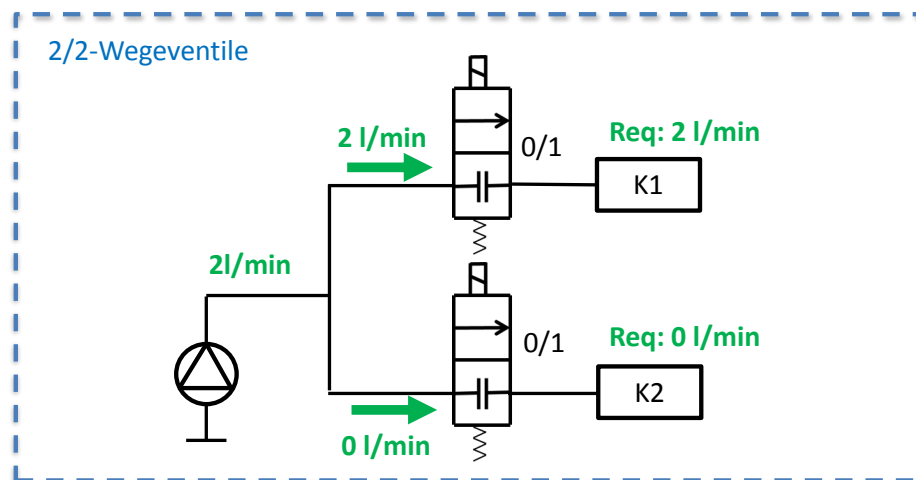 2/2-Wegeventile
2 l/min
0/1
Req: 2 l/min
K1
2l/min
0/1
Req: 0 l/min
K2
0 l/min